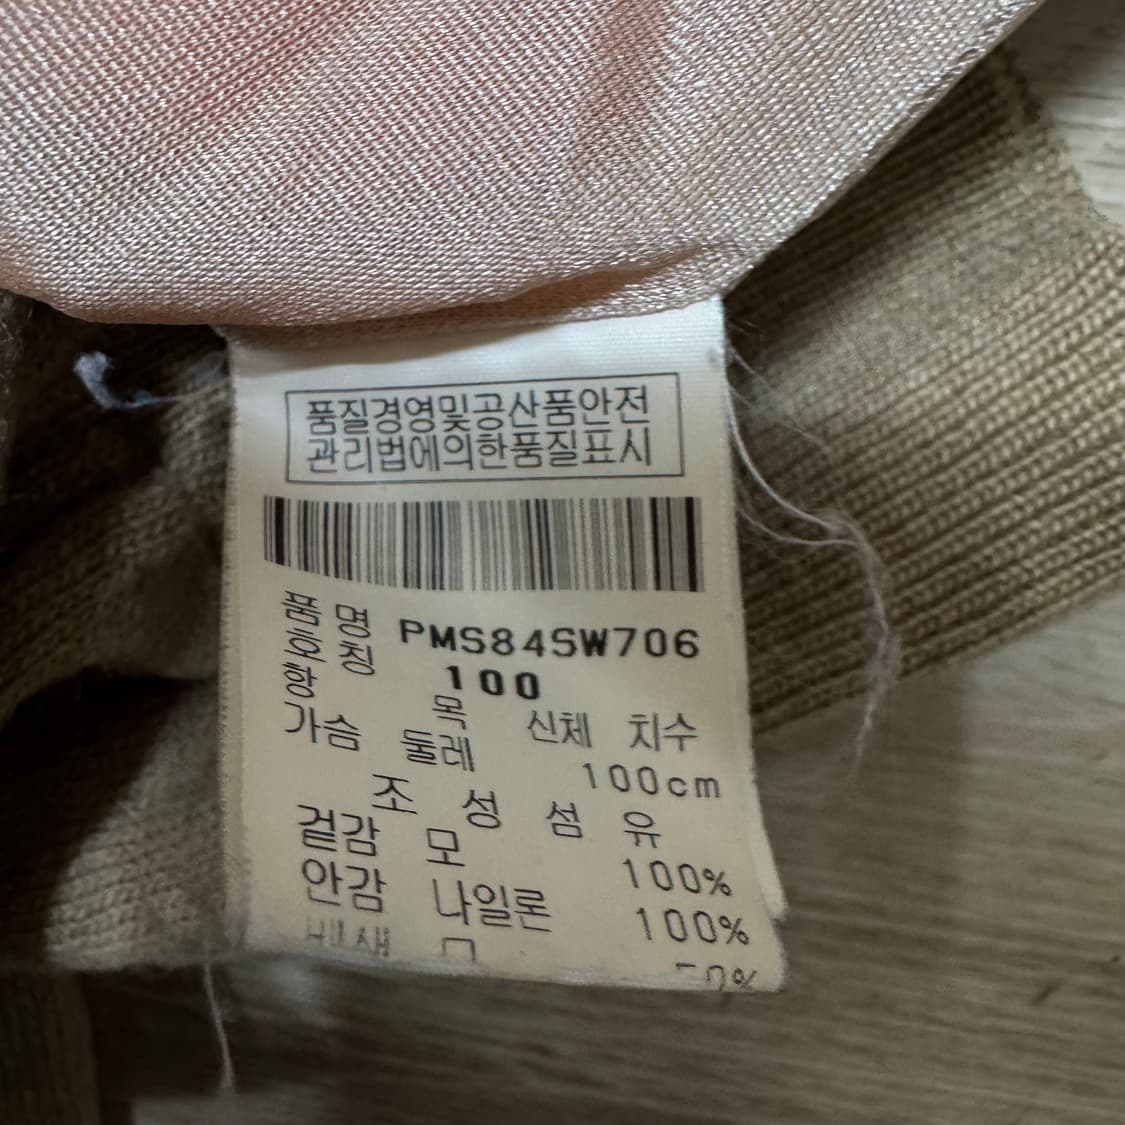 품질경영및공산품안전
관리법에의한품질표시
품명 PMS84SW706
호칭 100
항목 신체 치수
가슴 둘레 100cm
조성 섬유
겉감 모 100%
안감 나일론 100%
배색